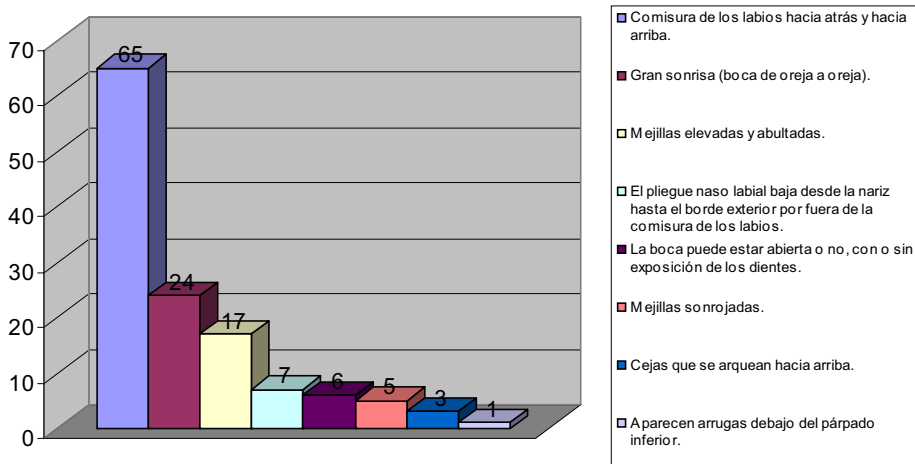 70
60
50
40
30
20
10
0
65
24
17
7
6
5
3
1
Comisura de los labios hacia atrás y hacia
arriba.
Gran sonrisa (boca de oreja a oreja).
Mejillas elevadas y abultadas.
El pliegue naso labial baja desde la nariz
hasta el borde exterior por fuera de la
comisura de los labios.
La boca puede estar abierta o no, con o sin
exposición de los dientes.
Mejillas sonrojadas.
Cejas que se arquean hacia arriba.
Aparecen arrugas debajo del párpado
inferior.